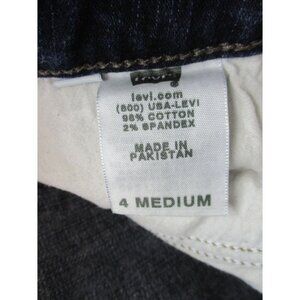 levi.com
(800) USA-LEVI
98% COTTON
2% SPANDEX
MADE IN
PAKISTAN
4 MEDIUM